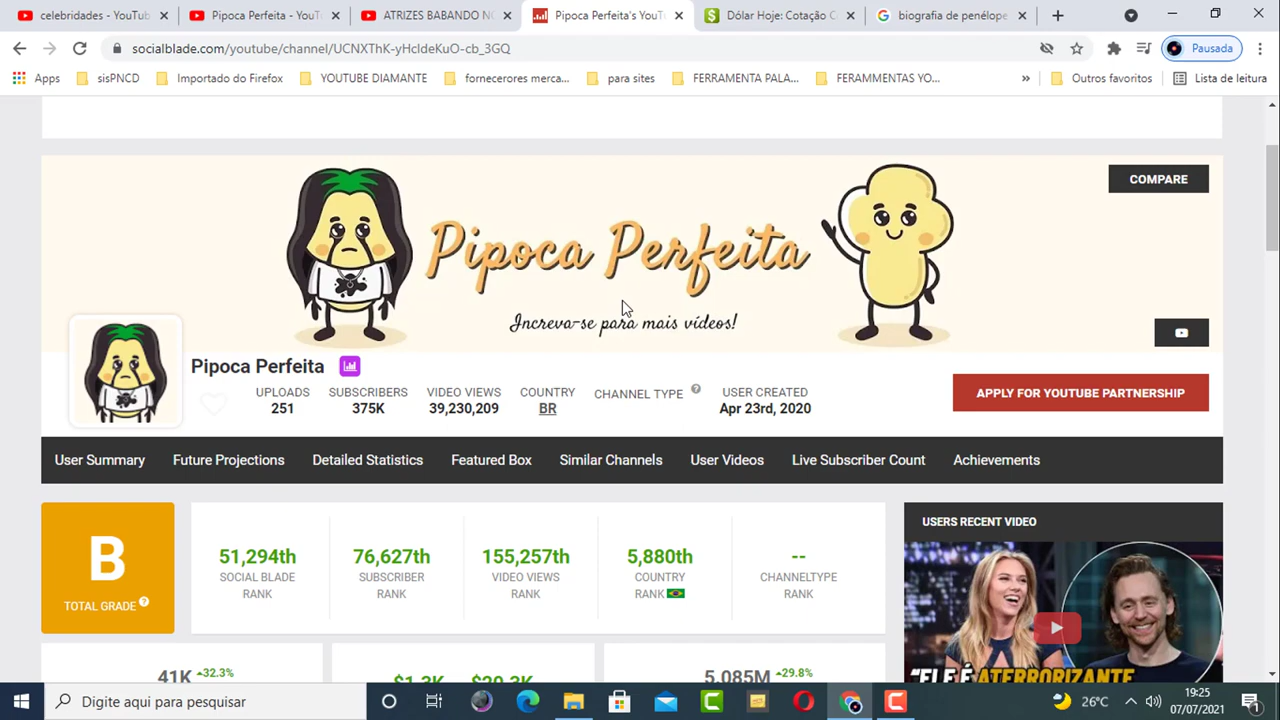 celebridades - YouTub
Pipoca Perfeita - YouT
ATRIZES BABANDO NO
Pipoca Perfeita's YouT
Dólar Hoje: Cotação C
biografia de penélope
socialblade.com/youtube/channel/UCNXThK-yHcIdeKuO-cb_3GQ
Pausada
Apps
sisPNCD
Importado do Firefox
YOUTUBE DIAMANTE
fornecerores merca...
para sites
FERRAMENTA PALA...
FERAMMENTAS YO...
Outros favoritos
Lista de leitura
COMPARE
Pipoca Perfeita
Increva-se para mais vídeos!
Pipoca Perfeita
UPLOADS
251
SUBSCRIBERS
375K
VIDEO VIEWS
39,230,209
COUNTRY
BR
CHANNEL TYPE
USER CREATED
Apr 23rd, 2020
APPLY FOR YOUTUBE PARTNERSHIP
User Summary
Future Projections
Detailed Statistics
Featured Box
Similar Channels
User Videos
Live Subscriber Count
Achievements
B
TOTAL GRADE
51,294th
SOCIAL BLADE
RANK
76,627th
SUBSCRIBER
RANK
155,257th
VIDEO VIEWS
RANK
5,880th
COUNTRY
RANK
--
CHANNELTYPE
RANK
USERS RECENT VIDEO
"ELE É ATERRORIZANTE
41K
32.3%
5.085M
29.8%
Digite aqui para pesquisar
26°C
19:25
07/07/2021
1